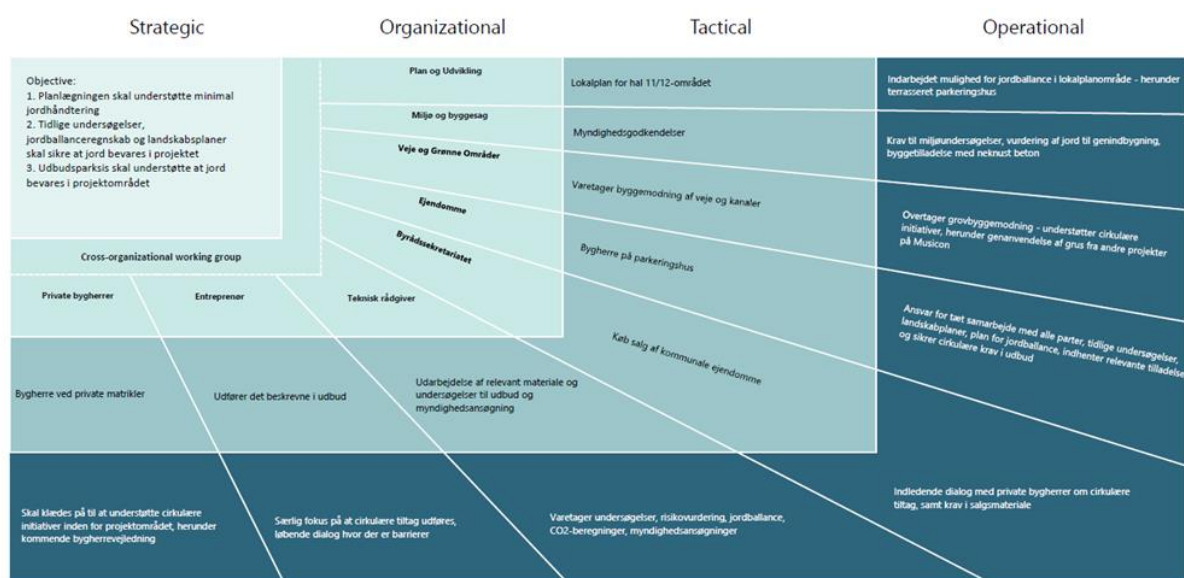 Strategic
Organizational
Tactical
Operational
Objective:
1. Planlægningen skal understøtte minimal
jordhåndtering
2. Tidlige undersøgelser,
jordballanceregnskab og landskabsplaner
skal sikre at jord bevares i projektet
3. Udbudsparksis skal understøtte at jord
bevares i projektområdet
Cross-organizational working group
Plan og Udvikling
Miljø og byggesag
Veje og Grønne Områder
Ejendomme
Byrådssekretariatet
Private bygherrer
Entreprenør
Teknisk rådgiver
Lokalplan for hal 11/12-området
Myndighedsgodkendelser
Varetager byggemodning af veje og kanaler
Bygherre på parkeringshus
Køb salg af kommunale ejendomme
Bygherre ved private matrikler
Udfører det beskrevne i udbud
Udarbejdelse af relevant materiale og
undersøgelser til udbud og
myndighedsansøgning
Indarbejdet mulighed for jordballance i lokalplanområde - herunder
terrasseret parkeringshus
Krav til miljøundersøgelser, vurdering af jord til genindbygning,
byggetilladelse med neknust beton
Overtager grovbyggemodning - understøtter cirkulære
initiativer, herunder genanvendelse af grus fra andre projekter
på Musicon
Ansvar for tæt samarbejde med alle parter, tidlige undersøgelser,
landskabplaner, plan for jordballance, indhenter relevante tilladelse
og sikrer cirkulære krav i udbud
Indledende dialog med private bygherrer om cirkulære
tiltag, samt krav i salgsmateriale
Skal klædes på til at understøtte cirkulære
initiativer inden for projektområdet, herunder
kommende bygherrevejledning
Særlig fokus på at cirkulære tiltag udføres,
løbende dialog hvor der er barrierer
Varetager undersøgelser, risikovurdering, jordballance,
CO2-beregninger, myndighedsansøgninger